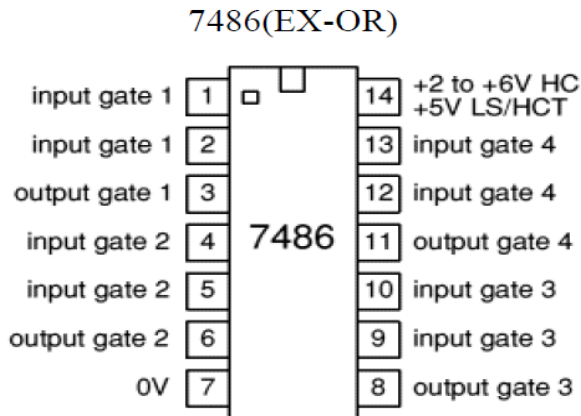 7486(EX-OR)
input gate 1 1
input gate 1 2
output gate 1 3
input gate 2 4
input gate 2 5
output gate 2 6
0V 7
7486
14 +2 to +6V HC
+5V LS/HCT
13 input gate 4
12 input gate 4
11 output gate 4
10 input gate 3
9 input gate 3
8 output gate 3